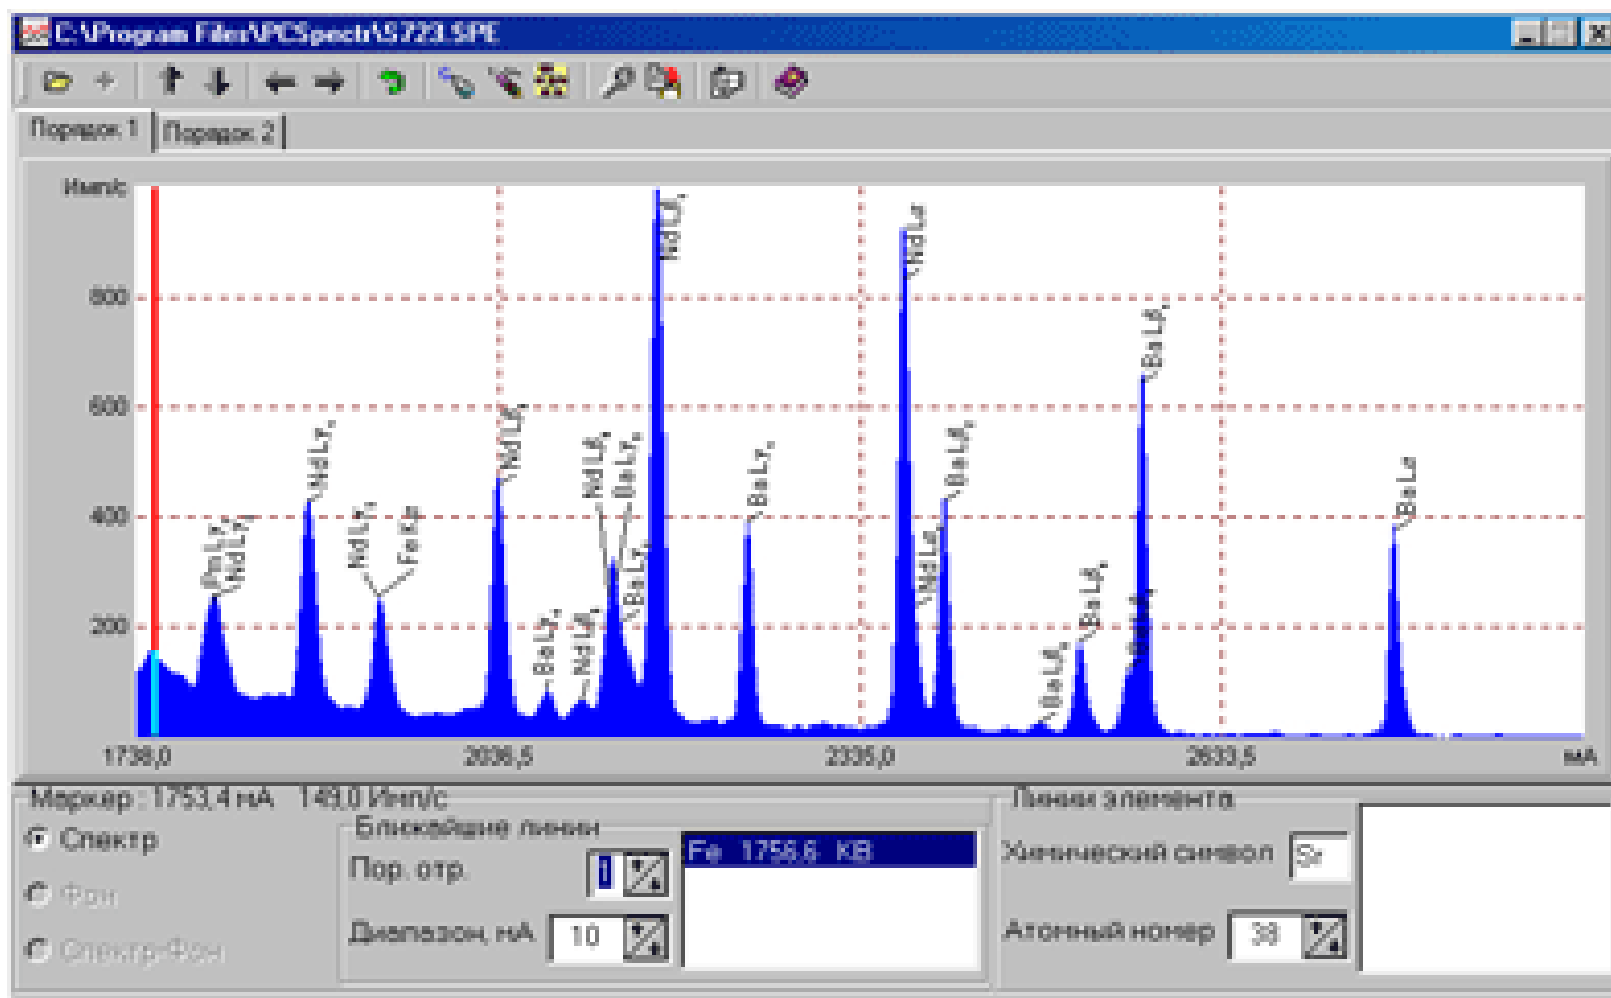 C:\Program Files\PCSpectr\S723.SPE
Порядок 1
Порядок 2
Имп/с
800
600
400
200
Pm Lγ
Nd Lγ
Nd Lγ
Nd Lγ
Fe Kβ
Nd Lβ
Ba Lγ
Nd Lβ
Nd Lβ
Ba Lγ
Ba Lγ
Nd Lβ
Ba Lγ
Nd Lα
Nd Lα
Ba Lβ
Ba Lβ
Ba Lβ
Ba Lβ
Ba Lβ
Ba Lα
1738,0
2036,5
2335,0
2633,5
мА
Маркер : 1753,4 мА 149,0 Имп/с
Спектр
Фон
Спектр-Фон
Ближайшие линии
Пор. отр.
1
Диапазон, мА
10
Fe 1756,6 КВ
Линии элемента
Химический символ
Sr
Атомный номер
38